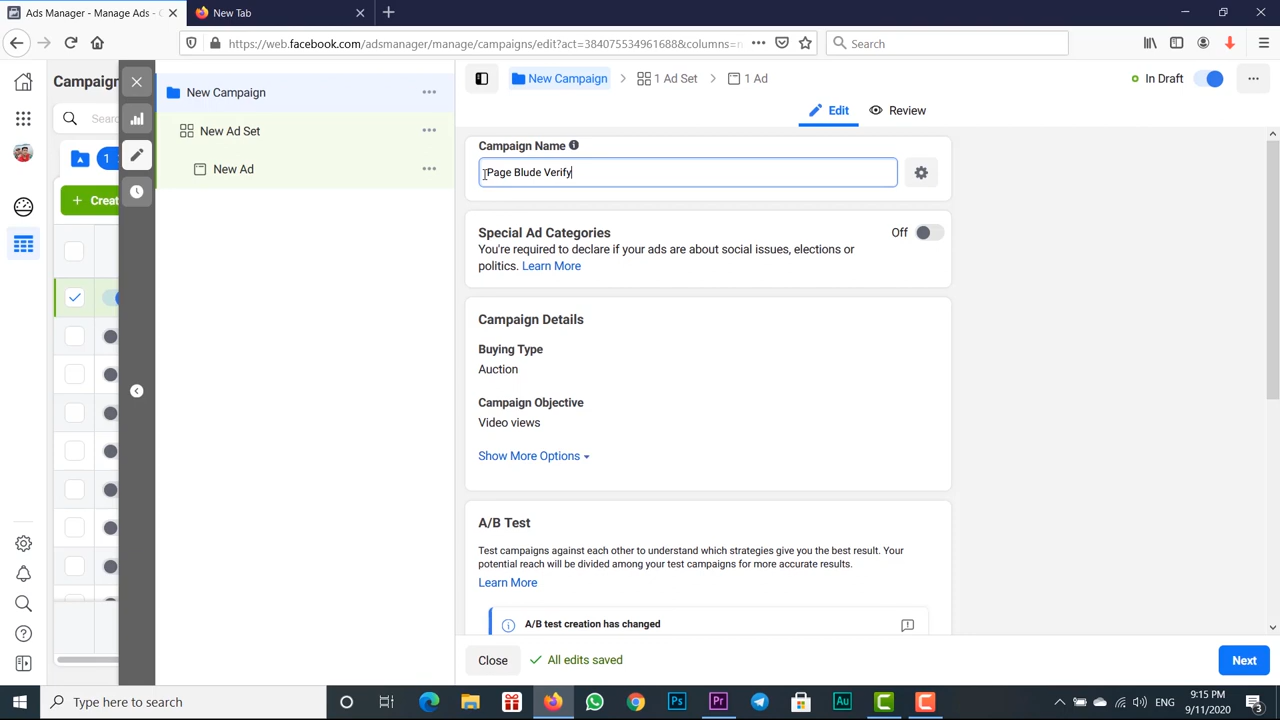 Ads Manager - Manage Ads - C
New Tab
https://web.facebook.com/adsmanager/manage/campaigns/edit?act=384075534961688&columns=n
Search
Campaign
Searc
1
Creat
New Campaign
New Ad Set
New Ad
New Campaign
1 Ad Set
1 Ad
In Draft
Edit
Review
Campaign Name
Page Blude Verify
Special Ad Categories
Off
You're required to declare if your ads are about social issues, elections or
politics. Learn More
Campaign Details
Buying Type
Auction
Campaign Objective
Video views
Show More Options
A/B Test
Test campaigns against each other to understand which strategies give you the best result. Your
potential reach will be divided among your test campaigns for more accurate results.
Learn More
A/B test creation has changed
Close
All edits saved
Next
Type here to search
Ps
Pr
Au
ENG
9:15 PM
9/11/2020
3